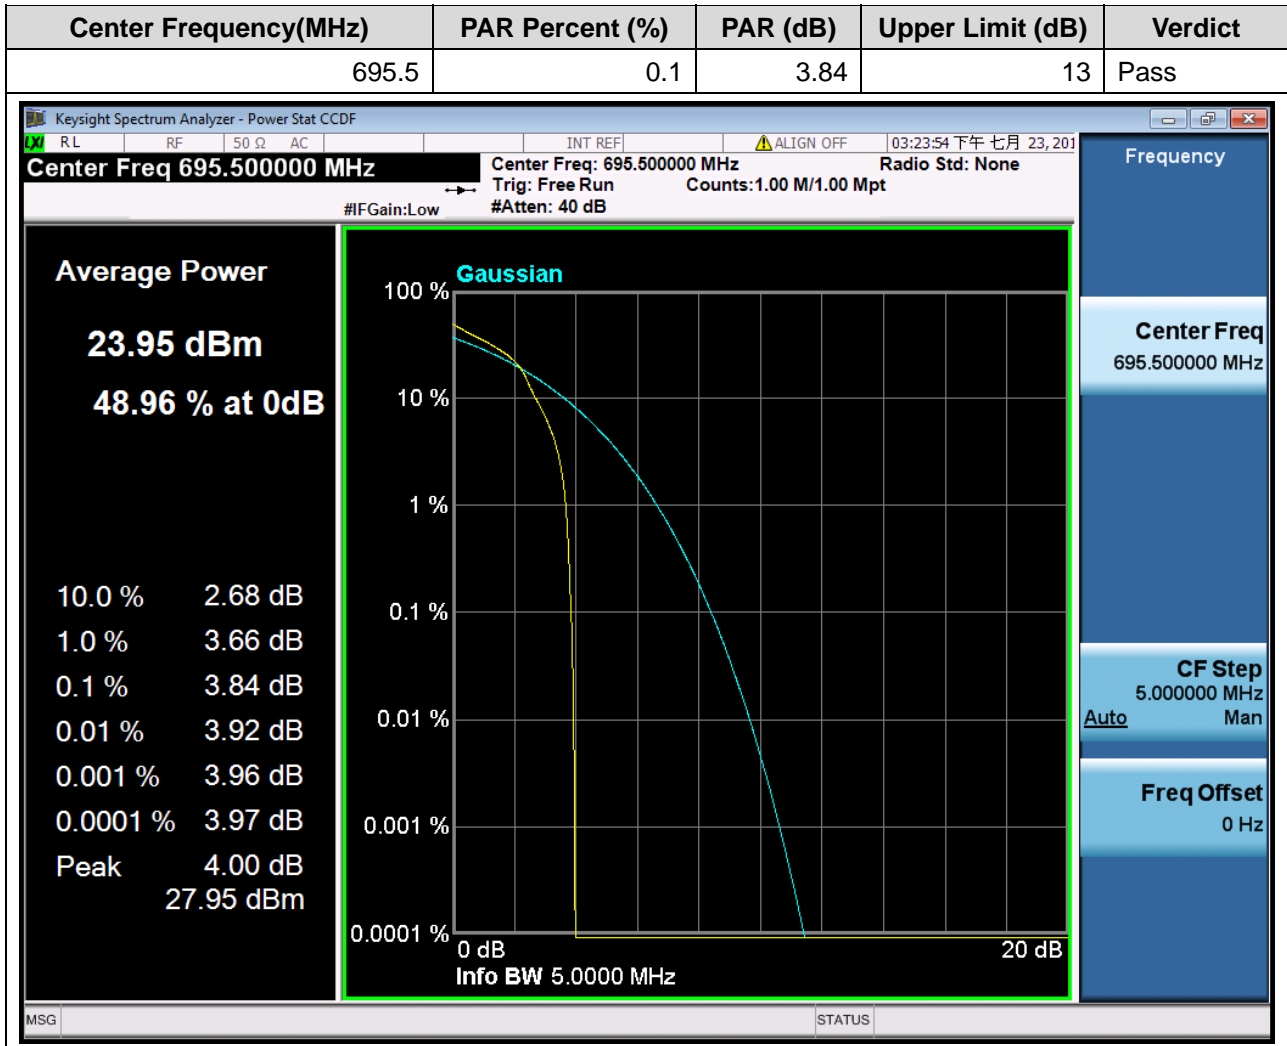 Center Frequency(MHz) PAR Percent (%) PAR (dB) Upper Limit (dB) Verdict
695.5 0.1 3.84 13 Pass
Keysight Spectrum Analyzer - Power Stat CCDF
LXI RL RF 50 Ω AC INT REF ALIGN OFF 03:23:54 下午 七月 23, 201
Center Freq 695.500000 MHz
Center Freq: 695.500000 MHz Radio Std: None
Trig: Free Run Counts:1.00 M/1.00 Mpt
#IFGain:Low #Atten: 40 dB
Average Power
23.95 dBm
48.96 % at 0dB
10.0 % 2.68 dB
1.0 % 3.66 dB
0.1 % 3.84 dB
0.01 % 3.92 dB
0.001 % 3.96 dB
0.0001 % 3.97 dB
Peak 4.00 dB
27.95 dBm
Gaussian
100 %
10 %
1 %
0.1 %
0.01 %
0.001 %
0.0001 %
0 dB 20 dB
Info BW 5.0000 MHz
Frequency
Center Freq
695.500000 MHz
CF Step
5.000000 MHz
Auto Man
Freq Offset
0 Hz
MSG STATUS